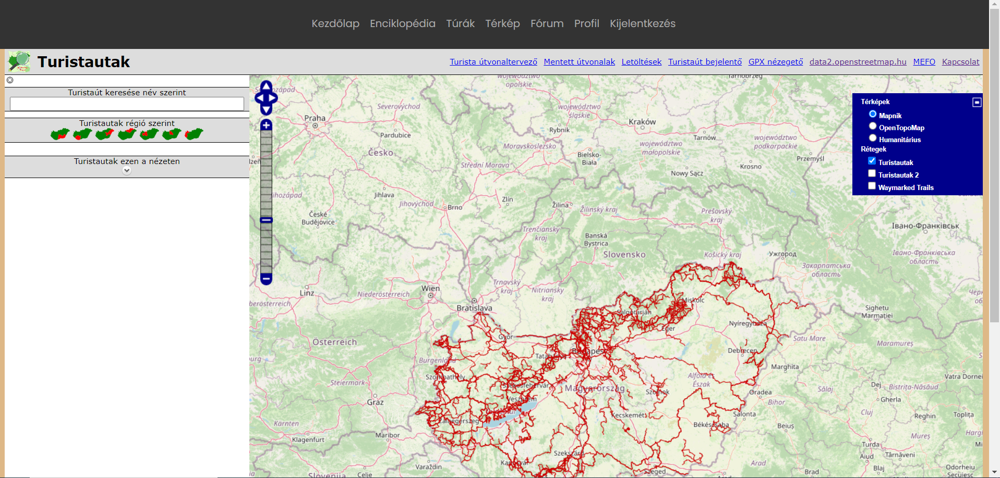 Kezdőlap Enciklopédia Túrák Térkép Fórum Profil Kijelentkezés
Turistautak
Turista útvonaltervező Mentett útvonalak Letöltések Turistaút bejelentő GPX nézegető data2.openstreetmap.hu MEFO Kapcsolat
Turistaút keresése név szerint
Turistautak régió szerint
Turistautak ezen a nézeten
Térképek
Mapnik
OpenTopoMap
Humanitárius
Rétegek
Turistautak
Turistautak 2
Waymarked Trails
województwo
opolskie
Tarnobrzeg
Severovýchod
województwo
śląskie
Praha
Kraków
Rybnik
Pardubice
Tarnów
województwo
podkarpackie
Moravskoslezsko
województwo
małopolskie
Česko
Bielsko-
Biała
Przemyśl
Střední Morava
Krosno
Nowy Sącz
Jihozápad
Jihlava
Zlín
Jihovýchod
Brno
Žilina
Žilinský kraj
Prešovský
kraj
České
Budějovice
Trenčiansky
kraj
Івано-Франківськ
Banská
Bystrica
Slovensko
Košický kraj
Ужгород
Івано-Франківська
область
Закарпатська
область
Trnavský
kraj
Nitriansky
kraj
Wien
Linz
Niederösterreich
berösterreich
Bratislava
Miskolc
Salgótarján
Sighetu
Marmației
Eger
Nyíregyháza
Győr
Satu Mare
Österreich
Maramureș
Burgenland
Tatabánya
Budapest
Debrecen
Marghita
Szombathely
Alföld és
Észak
Vatra Dornei
Steiermark
Székesfehérvár
Magyarország
Szolnok
Oradea
Sălaj
Dej
Bistrița-Năsăud
Veszprém
Graz
Bihor
Gherla
Zalaegerszeg
Kecskemét
Salonta
Cluj
Reghin
Toplița
Kärnten
Békéscsaba
Beiuș
Maribor
Mureș
Klagenfurt
Turda
Szekszárd
Aiud
Târnăveni
Kaposvár
Arad
Varaždin
Blaj
Odorheiu
Secuiesc
Slovenija
Celje
Szeged
Brad